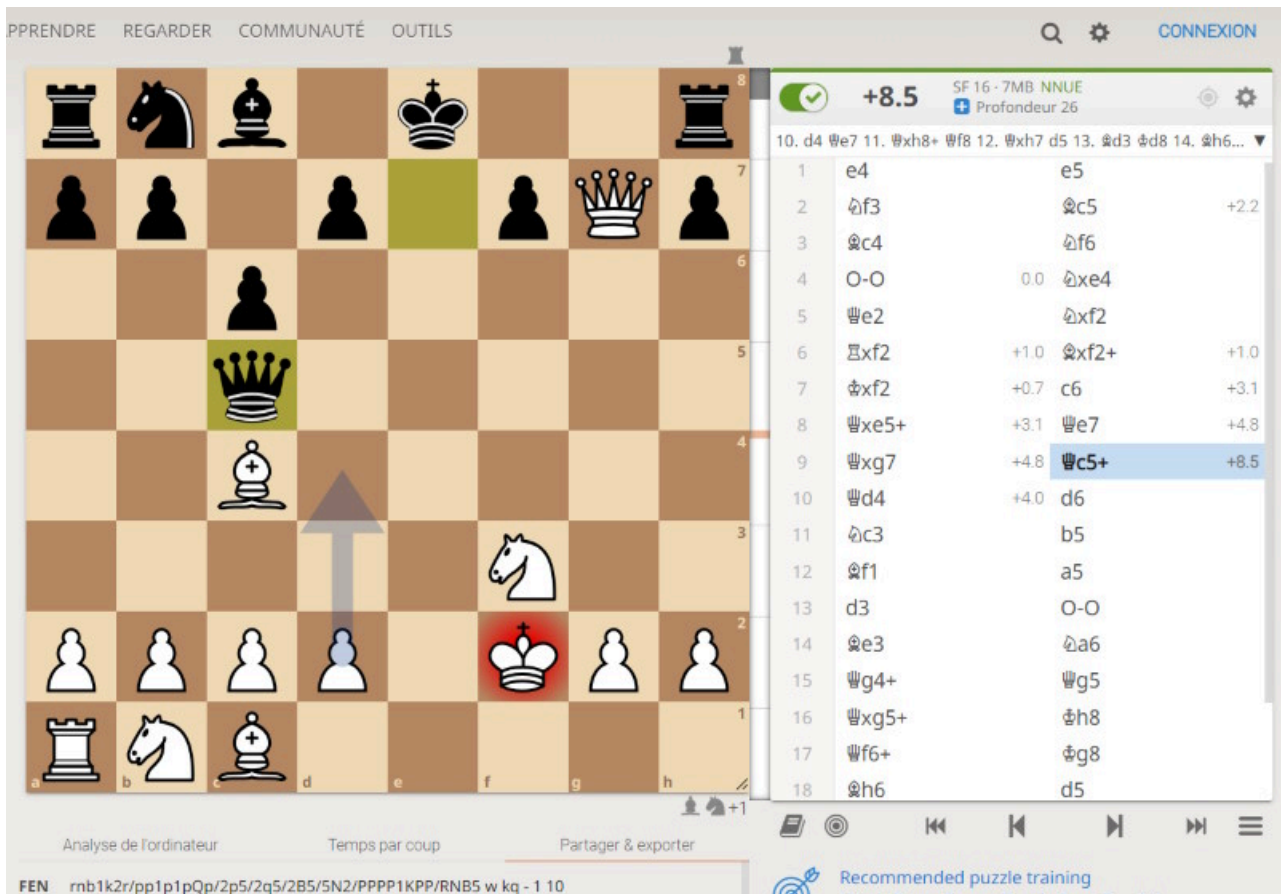 PPRENDRE REGARDER COMMUNAUTÉ OUTILS CONNEXION
+8.5 SF 16 · 7MB NNUE
Profondeur 26
10. d4 ♕e7 11. ♕xh8+ ♕f8 12. ♕xh7 d5 13. ♗d3 ♔d8 14. ♗h6... ▼
8
7
6
5
4
3
2
1
a b c d e f g h
+1
1 e4 e5
2 ♘f3 ♗c5 +2.2
3 ♗c4 ♘f6
4 O-O 0.0 ♘xe4
5 ♕e2 ♘xf2
6 ♖xf2 +1.0 ♗xf2+ +1.0
7 ♔xf2 +0.7 c6 +3.1
8 ♕xe5+ +3.1 ♕e7 +4.8
9 ♕xg7 +4.8 ♕c5+ +8.5
10 ♕d4 +4.0 d6
11 ♘c3 b5
12 ♗f1 a5
13 d3 O-O
14 ♗e3 ♘a6
15 ♕g4+ ♕g5
16 ♕xg5+ ♔h8
17 ♕f6+ ♔g8
18 ♗h6 d5
Analyse de l'ordinateur Temps par coup Partager & exporter
FEN rnb1k2r/pp1p1pQp/2p5/2q5/2B5/5N2/PPPP1KPP/RNB5 w kq - 1 10
Recommended puzzle training